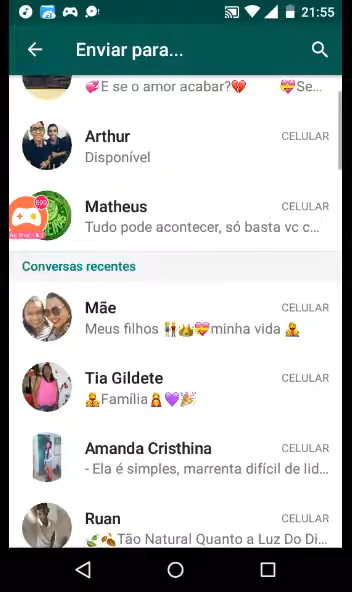 21:55
Enviar para...
💞E se o amor acabar?💔 💝Se...
Arthur
CELULAR
Disponível
Matheus
CELULAR
Tudo pode acontecer, só basta vc c...
Conversas recentes
Mãe
CELULAR
Meus filhos 👫👑💝minha vida 👨‍❤️‍👨
Tia Gildete
CELULAR
Família 💜🎉
Amanda Cristhina
CELULAR
- Ela é simples, marrenta difícil de lid...
Ruan
CELULAR
🍃🍂Tão Natural Quanto a Luz Do Di...